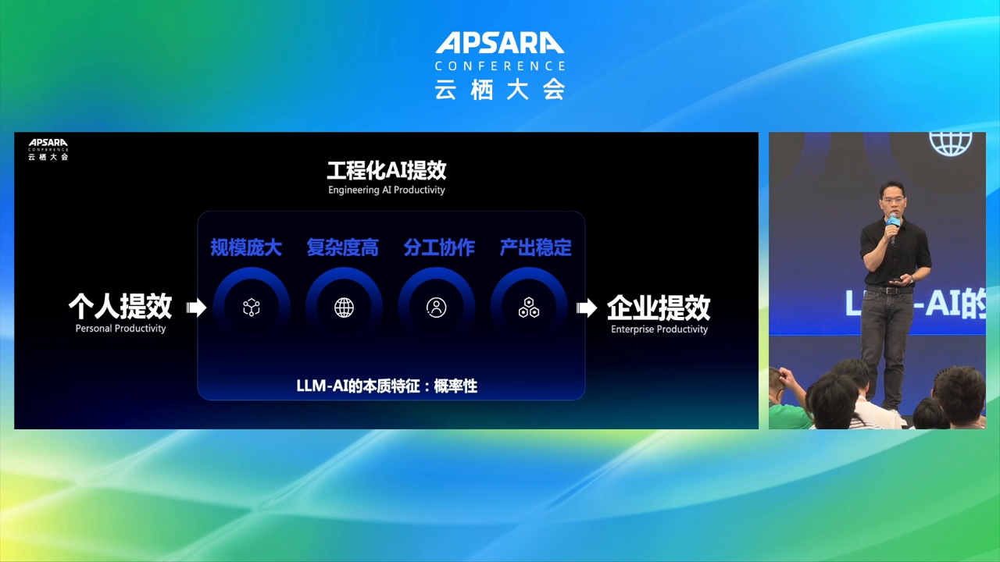 APSARA
CONFERENCE
云栖大会
APSARA
CONFERENCE
云栖大会
工程化AI提效
Engineering AI Productivity
规模庞大
复杂度高
分工协作
产出稳定
个人提效
Personal Productivity
企业提效
Enterprise Productivity
LLM-AI的本质特征：概率性
L
-AI的